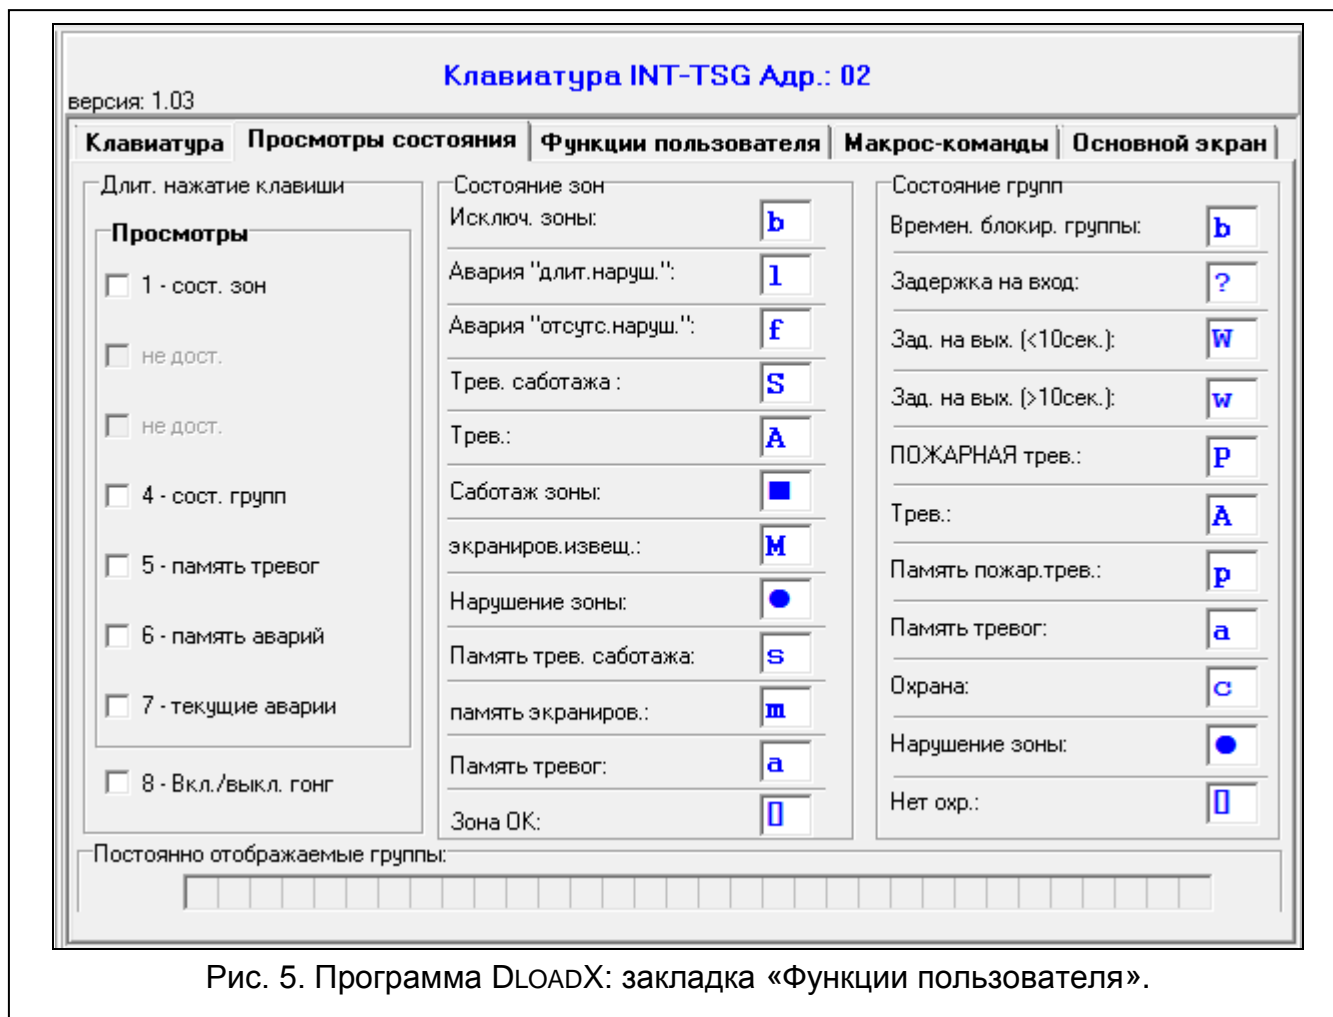 Клавиатура INT-TSG Адр.: 02
версия: 1.03
Клавиатура Просмотры состояния Функции пользователя Макрос-команды Основной экран
Длит. нажатие клавиши
Просмотры
1 - сост. зон
не дост.
не дост.
4 - сост. групп
5 - память тревог
6 - память аварий
7 - текущие аварии
8 - Вкл./выкл. гонг
Состояние зон
Исключ. зоны: b
Авария "длит.наруш.": l
Авария "отсутс.наруш.": f
Трев. саботажа : S
Трев.: A
Саботаж зоны: ■
экраниров.извещ.: M
Нарушение зоны: ●
Память трев. саботажа: s
память экраниров.: m
Память тревог: a
Зона ОК: ▯
Состояние групп
Времен. блокир. группы: b
Задержка на вход: ?
Зад. на вых. (<10сек.): W
Зад. на вых. (>10сек.): w
ПОЖАРНАЯ трев.: P
Трев.: A
Память пожар.трев.: p
Память тревог: a
Охрана: c
Нарушение зоны: ●
Нет охр.: ▯
Постоянно отображаемые группы:
Рис. 5. Программа DLOADX: закладка «Функции пользователя».